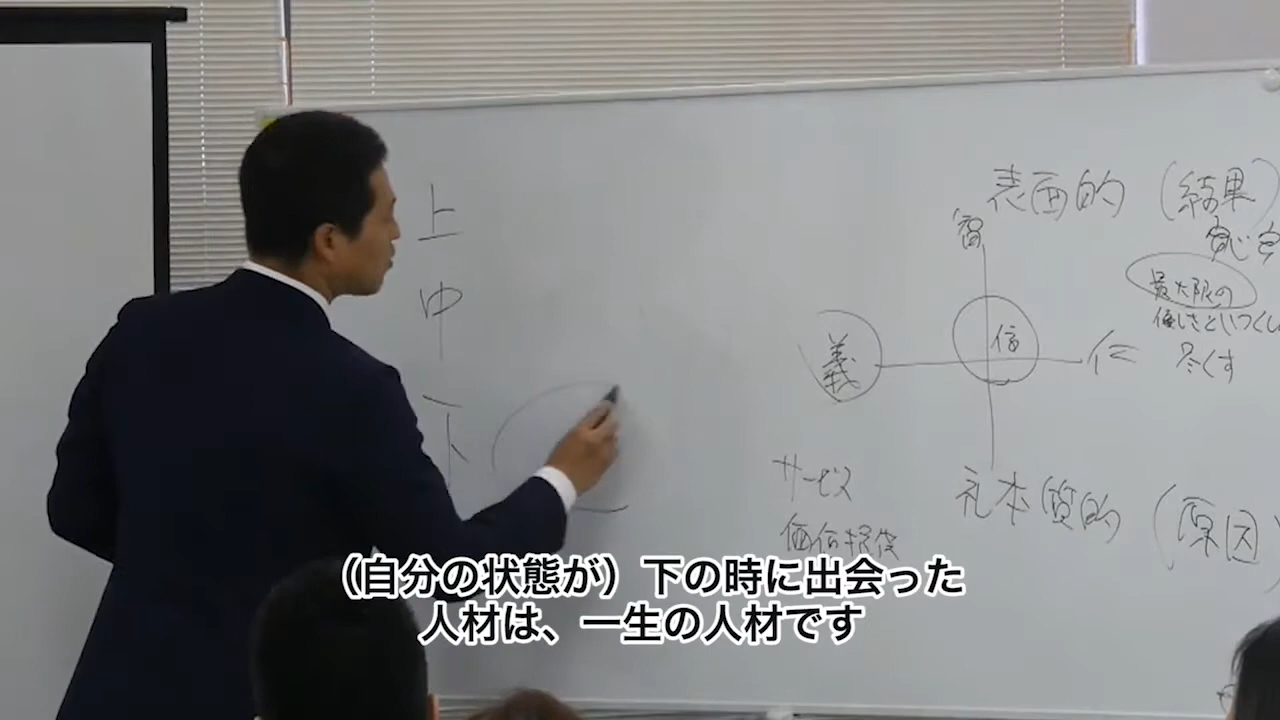 上
中
下
表面的(結果)
智
義
信
仁
最大限の
優しさといつくし
尽くす
サービス
価値提供
礼
本質的(原因)
(自分の状態が)下の時に出会った
人材は、一生の人材です